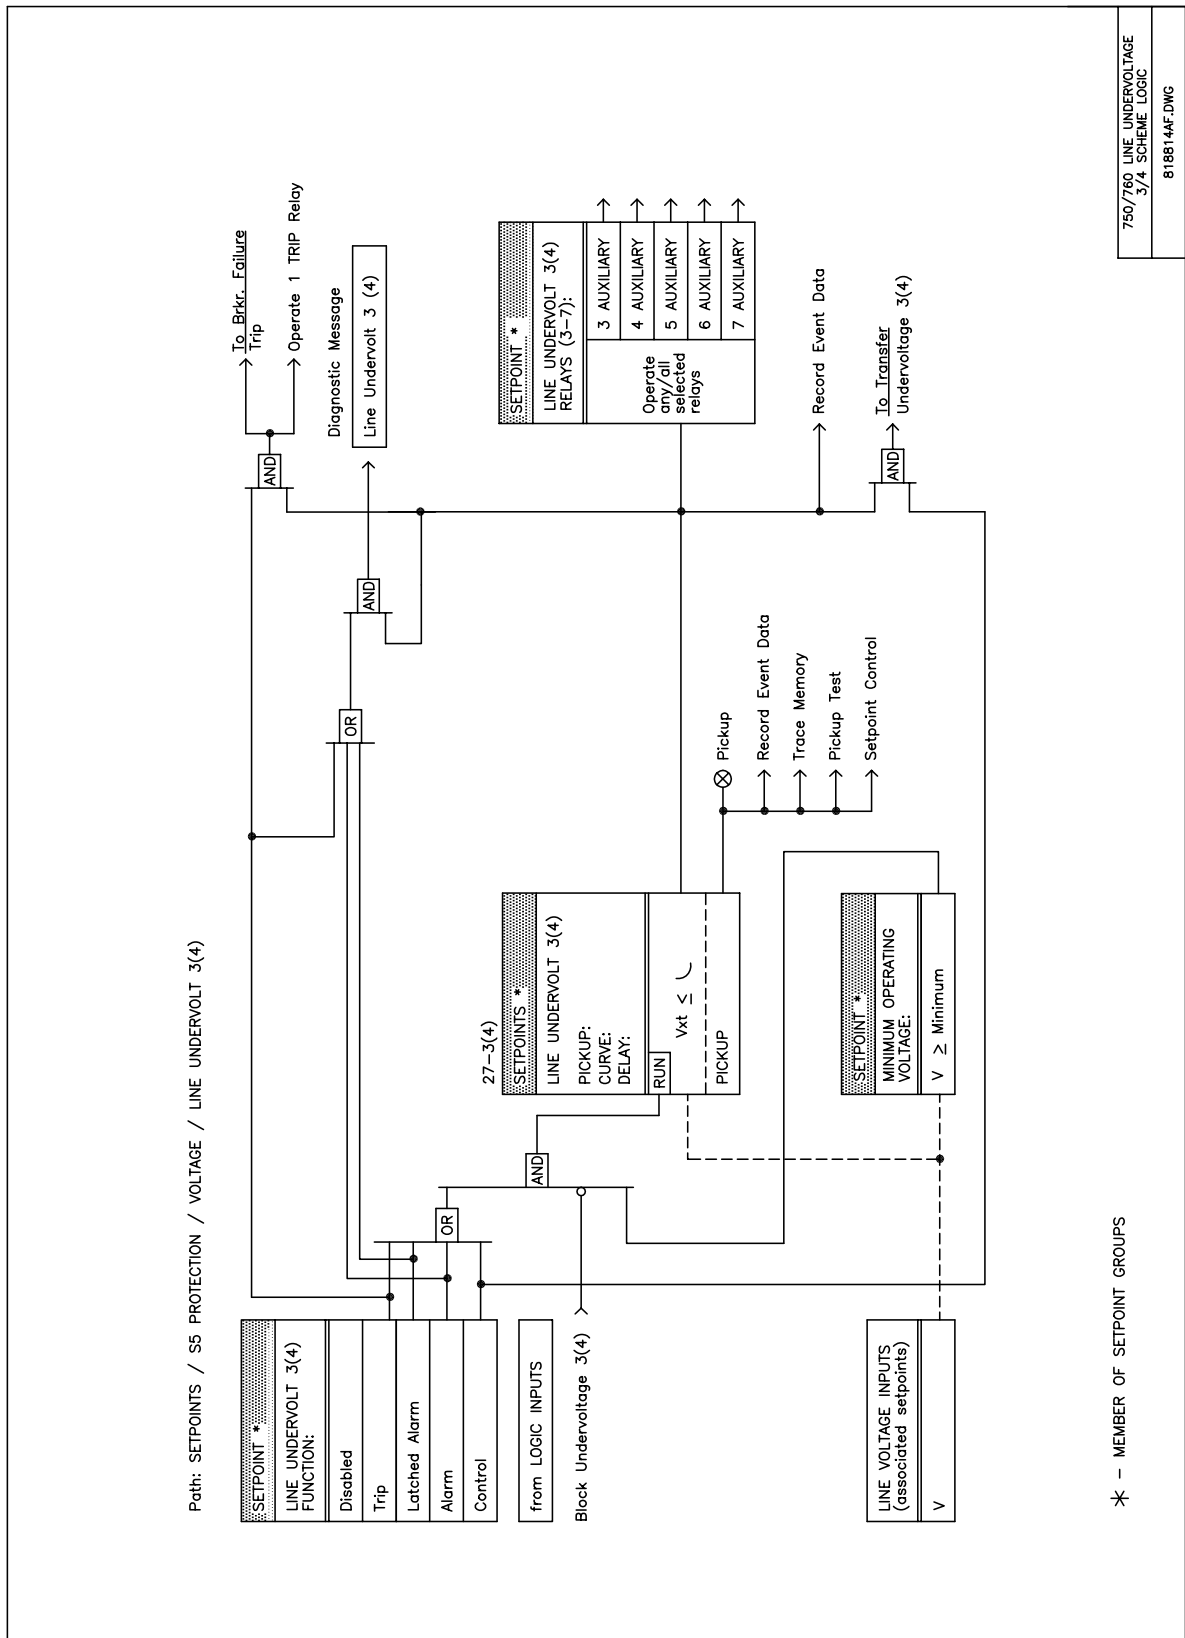 Path: SETPOINTS / S5 PROTECTION / VOLTAGE / LINE UNDERVOLT 3(4)
SETPOINT *
LINE UNDERVOLT 3(4)
FUNCTION:
Disabled
Trip
Latched Alarm
Alarm
Control
from LOGIC INPUTS
Block Undervoltage 3(4)
LINE VOLTAGE INPUTS
(associated setpoints)
V
OR
AND
27-3(4)
SETPOINTS *
LINE UNDERVOLT 3(4)
PICKUP:
CURVE:
DELAY:
RUN
Vxt ≤
PICKUP
SETPOINT *
MINIMUM OPERATING
VOLTAGE:
V ≥ Minimum
OR
AND
Pickup
Record Event Data
Trace Memory
Pickup Test
Setpoint Control
AND
To Brkr. Failure
Trip
Operate 1 TRIP Relay
Diagnostic Message
Line Undervolt 3 (4)
SETPOINT *
LINE UNDERVOLT 3(4)
RELAYS (3-7):
Operate
any/all
selected
relays
3 AUXILIARY
4 AUXILIARY
5 AUXILIARY
6 AUXILIARY
7 AUXILIARY
Record Event Data
AND
To Transfer
Undervoltage 3(4)
* - MEMBER OF SETPOINT GROUPS
750/760 LINE UNDERVOLTAGE
3/4 SCHEME LOGIC
818814AF.DWG